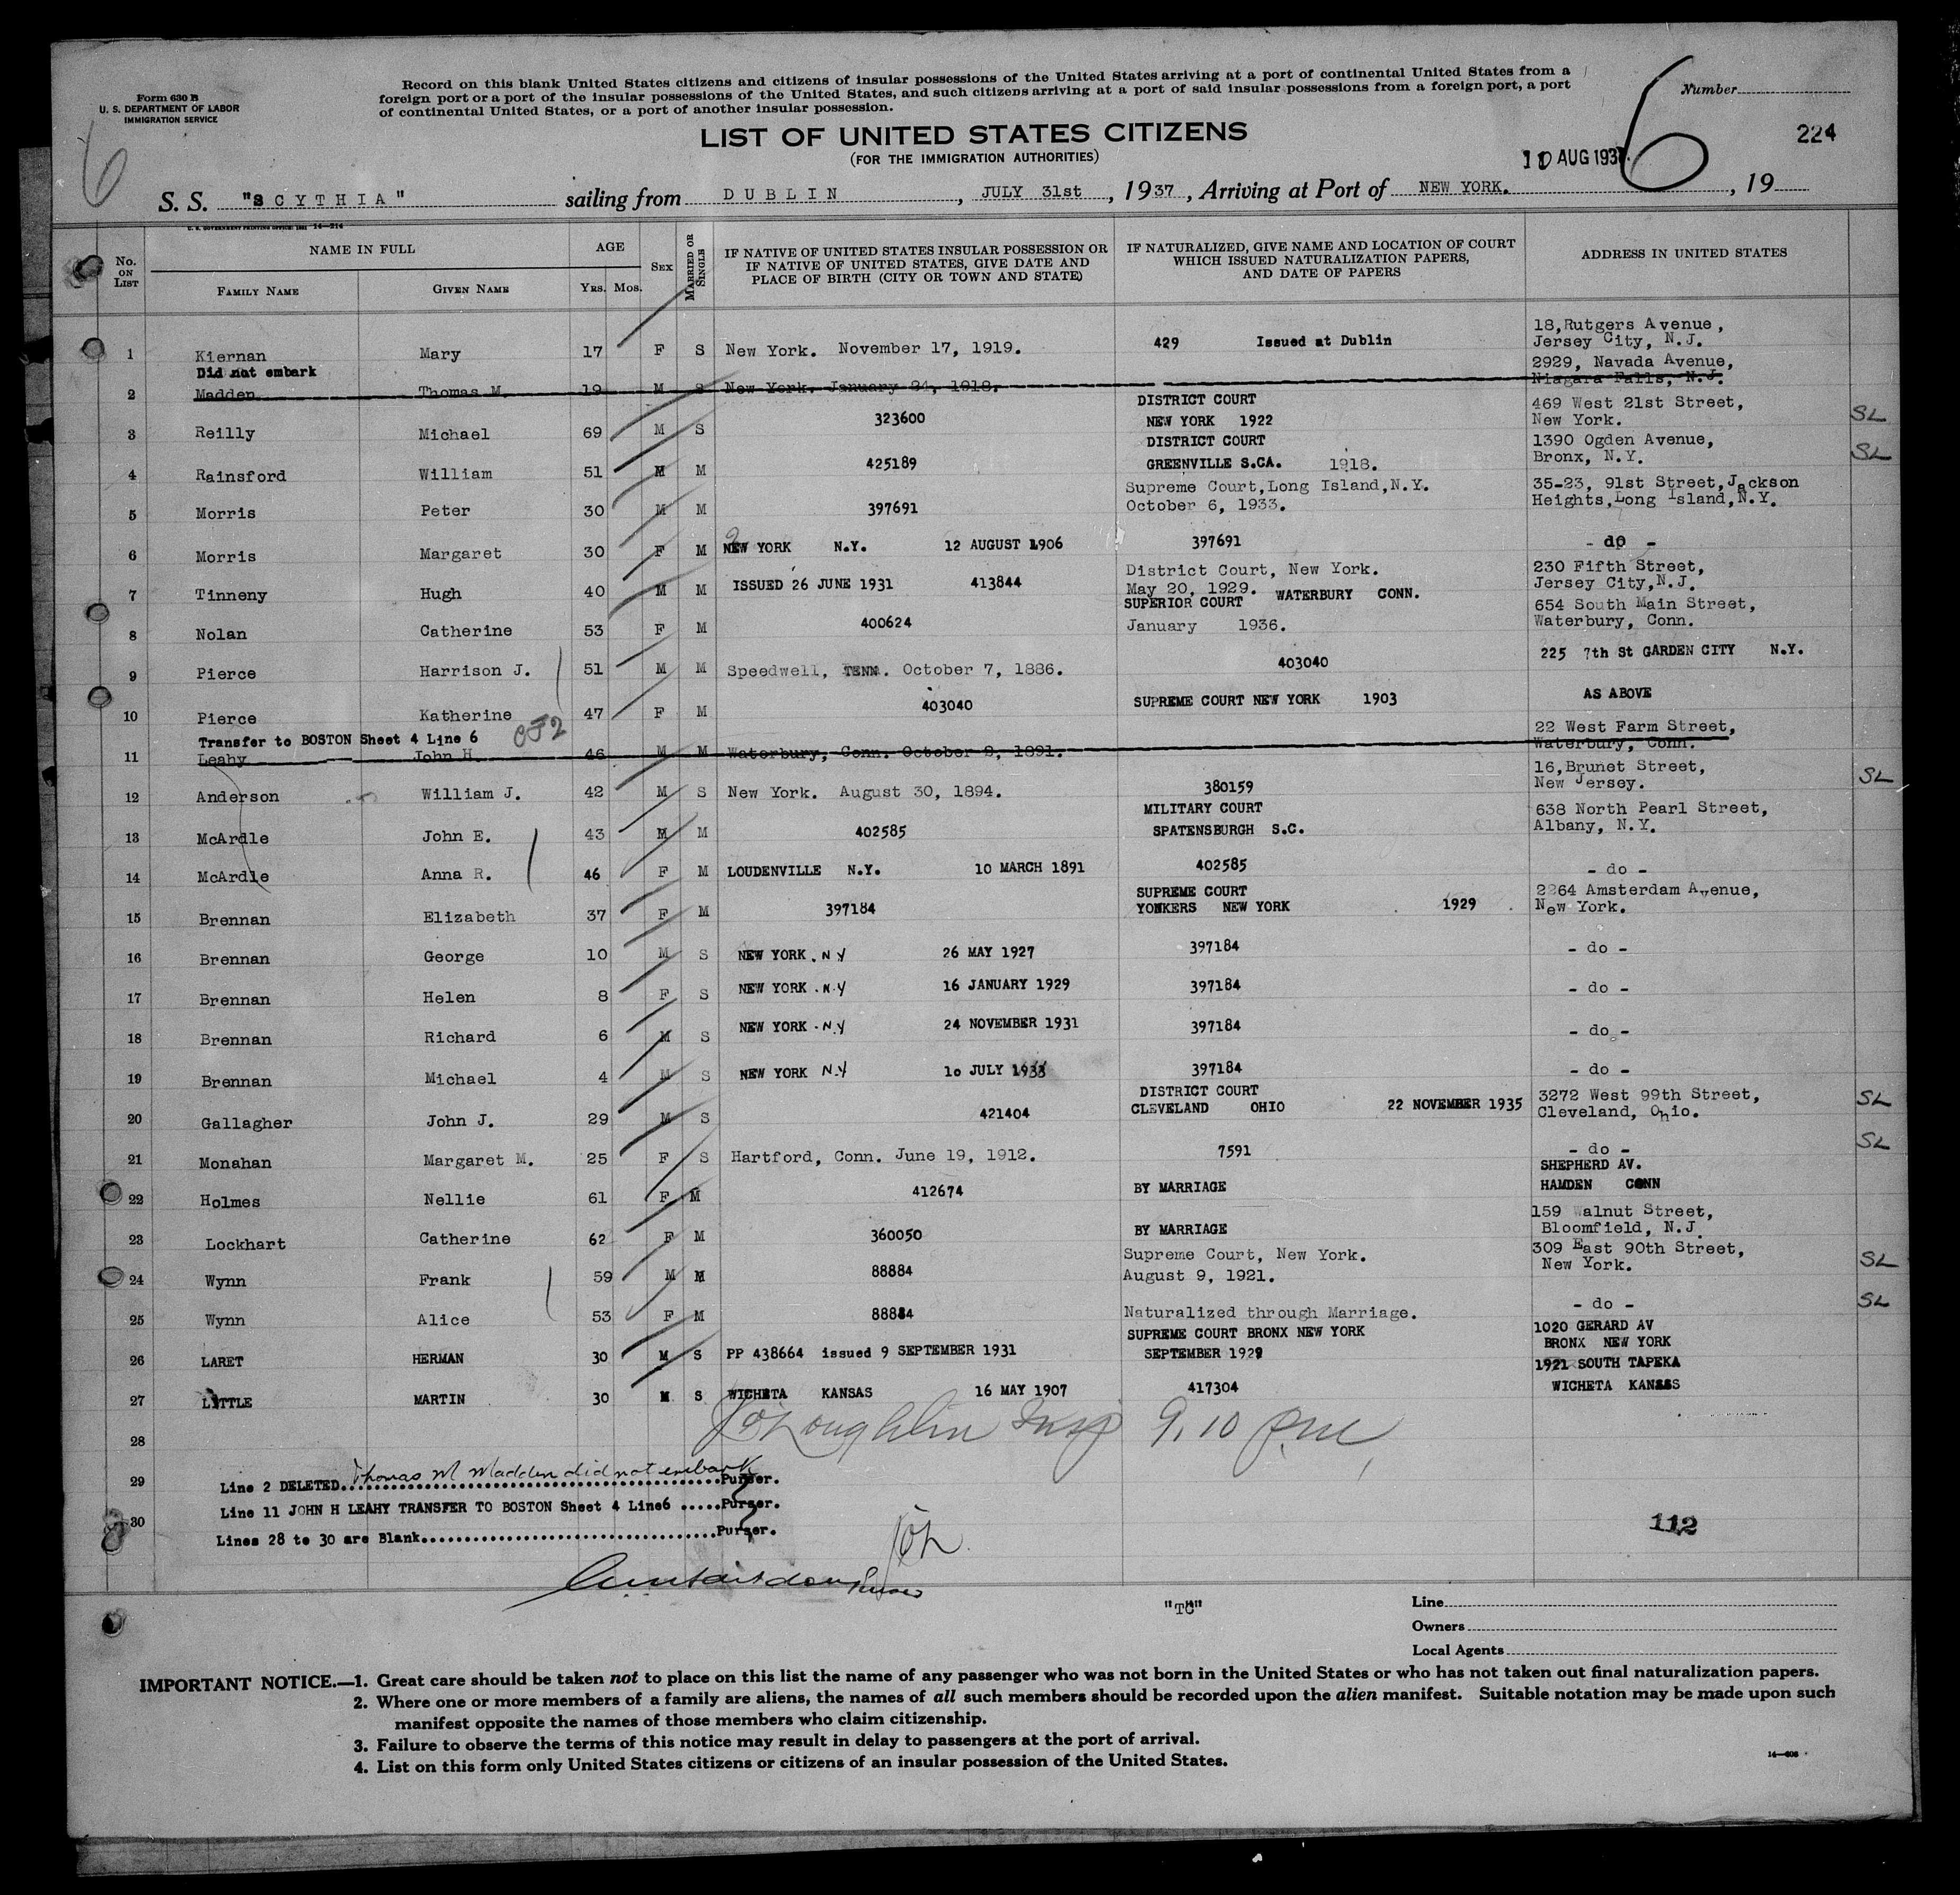 Form 630 B
U. S. DEPARTMENT OF LABOR
IMMIGRATION SERVICE
Record on this blank United States citizens and citizens of insular possessions of the United States arriving at a port of continental United States from a
foreign port or a port of the insular possessions of the United States, and such citizens arriving at a port of said insular possessions from a foreign port, a port
of continental United States, or a port of another insular possession.
Number
6
6
224
LIST OF UNITED STATES CITIZENS
(FOR THE IMMIGRATION AUTHORITIES)
10 AUG 1937
S. S. "SCYTHIA" sailing from DUBLIN, JULY 31st, 1937, Arriving at Port of NEW YORK., 19
U. S. GOVERNMENT PRINTING OFFICE: 1931 14—214
No. ON LIST
NAME IN FULL
FAMILY NAME GIVEN NAME
AGE
YRS. MOS.
SEX
MARRIED OR SINGLE
IF NATIVE OF UNITED STATES INSULAR POSSESSION OR
IF NATIVE OF UNITED STATES, GIVE DATE AND
PLACE OF BIRTH (CITY OR TOWN AND STATE)
IF NATURALIZED, GIVE NAME AND LOCATION OF COURT
WHICH ISSUED NATURALIZATION PAPERS,
AND DATE OF PAPERS
ADDRESS IN UNITED STATES
1 Kiernan Mary 17 F S New York. November 17, 1919. 429 Issued at Dublin 18,Rutgers Avenue,
Jersey City, N.J.
Did not embark
2 Madden Thomas M. 19 M S New York. January 24, 1918. 2929, Navada Avenue,
Niagara Falls, N.J.
3 Reilly Michael 69 M S 323600 DISTRICT COURT
NEW YORK 1922 469 West 21st Street,
New York. SL
4 Rainsford William 51 M M 425189 DISTRICT COURT
GREENVILLE S.CA. 1918. 1390 Ogden Avenue,
Bronx, N.Y. SL
5 Morris Peter 30 M M 397691 Supreme Court,Long Island,N.Y.
October 6, 1933. 35-23, 91st Street,Jackson
Heights,Long Island,N.Y.
6 Morris Margaret 30 F M NEW YORK N.Y. 12 AUGUST 1906 397691 - do -
7 Tinneny Hugh 40 M M ISSUED 26 JUNE 1931 413844 District Court, New York.
May 20, 1929. 230 Fifth Street,
Jersey City,N.J.
8 Nolan Catherine 53 F M 400624 SUPERIOR COURT WATERBURY CONN.
January 1936. 654 South Main Street,
Waterbury, Conn.
9 Pierce Harrison J. 51 M M Speedwell, TENN. October 7, 1886. 403040 225 7th St GARDEN CITY N.Y.
10 Pierce Katherine 47 F M 403040 SUPREME COURT NEW YORK 1903 AS ABOVE
Transfer to BOSTON Sheet 4 Line 6
11 Leahy John H. 46 M M Waterbury, Conn. October 9, 1891. 22 West Farm Street,
Waterbury, Conn.
12 Anderson William J. 42 M S New York. August 30, 1894. 380159 16,Brunet Street,
New Jersey. SL
13 McArdle John E. 43 M M 402585 MILITARY COURT
SPATENSBURGH S.C. 638 North Pearl Street,
Albany, N.Y.
14 McArdle Anna R. 46 F M LOUDENVILLE N.Y. 10 MARCH 1891 402585 - do -
15 Brennan Elizabeth 37 F M 397184 SUPREME COURT
YONKERS NEW YORK 1929 2264 Amsterdam Avenue,
New York.
16 Brennan George 10 M S NEW YORK . N Y 26 MAY 1927 397184 - do -
17 Brennan Helen 8 F S NEW YORK . N.Y 16 JANUARY 1929 397184 - do -
18 Brennan Richard 6 M S NEW YORK - N.Y 24 NOVEMBER 1931 397184 - do -
19 Brennan Michael 4 M S NEW YORK N.Y 10 JULY 1933 397184 - do -
20 Gallagher John J. 29 M S 421404 DISTRICT COURT
CLEVELAND OHIO 22 NOVEMBER 1935 3272 West 99th Street,
Cleveland, Ohio. SL
21 Monahan Margaret M. 25 F S Hartford, Conn. June 19, 1912. 7591 - do - SL
22 Holmes Nellie 61 F M 412674 BY MARRIAGE SHEPHERD AV.
HAMDEN CONN
23 Lockhart Catherine 62 F M 360050 BY MARRIAGE 159 Walnut Street,
Bloomfield, N.J.
24 Wynn Frank 59 M M 88884 Supreme Court, New York.
August 9, 1921. 309 East 90th Street,
New York. SL
25 Wynn Alice 53 F M 88884 Naturalized through Marriage. - do - SL
26 LARET HERMAN 30 M S PP 438664 issued 9 SEPTEMBER 1931 SUPREME COURT BRONX NEW YORK
SEPTEMBER 1929 1020 GERARD AV
BRONX NEW YORK
27 LITTLE MARTIN 30 M S WICHETA KANSAS 16 MAY 1907 417304 1921 SOUTH TAPEKA
WICHETA KANSAS
28 9.10 pm
29 Line 2 DELETED Thomas M Madden did not embark Purser.
Line 11 JOHN H LEAHY TRANSFER TO BOSTON Sheet 4 Line6 .....Purser.
30 Lines 28 to 30 are Blank Purser.
112
"TC"
Line
Owners
Local Agents
IMPORTANT NOTICE.—1. Great care should be taken not to place on this list the name of any passenger who was not born in the United States or who has not taken out final naturalization papers.
2. Where one or more members of a family are aliens, the names of all such members should be recorded upon the alien manifest. Suitable notation may be made upon such
manifest opposite the names of those members who claim citizenship.
3. Failure to observe the terms of this notice may result in delay to passengers at the port of arrival.
4. List on this form only United States citizens or citizens of an insular possession of the United States.